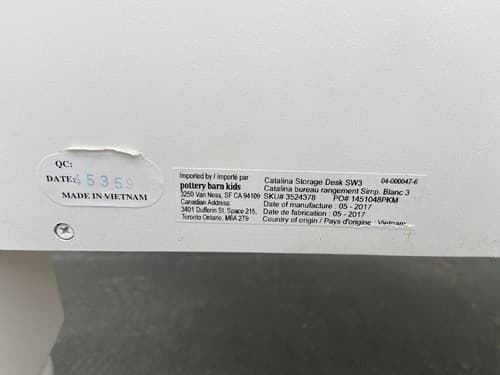 QC:
DATE: 45359
MADE IN VIETNAM
Imported by / Importé par
pottery barn kids
3250 Van Ness, SF CA 94109
Canadian Address:
3401 Dufferin St. Space 215,
Toronto Ontario, M6A 2T9
Catalina Storage Desk SW3 04-000047-6
Catalina bureau rangement Simp. Blanc 3
SKU# 3524378 PO# 1451048PKM
Date of manufacture : 05 - 2017
Date de fabrication : 05 - 2017
Country of origin / Pays d'origine : Vietnam